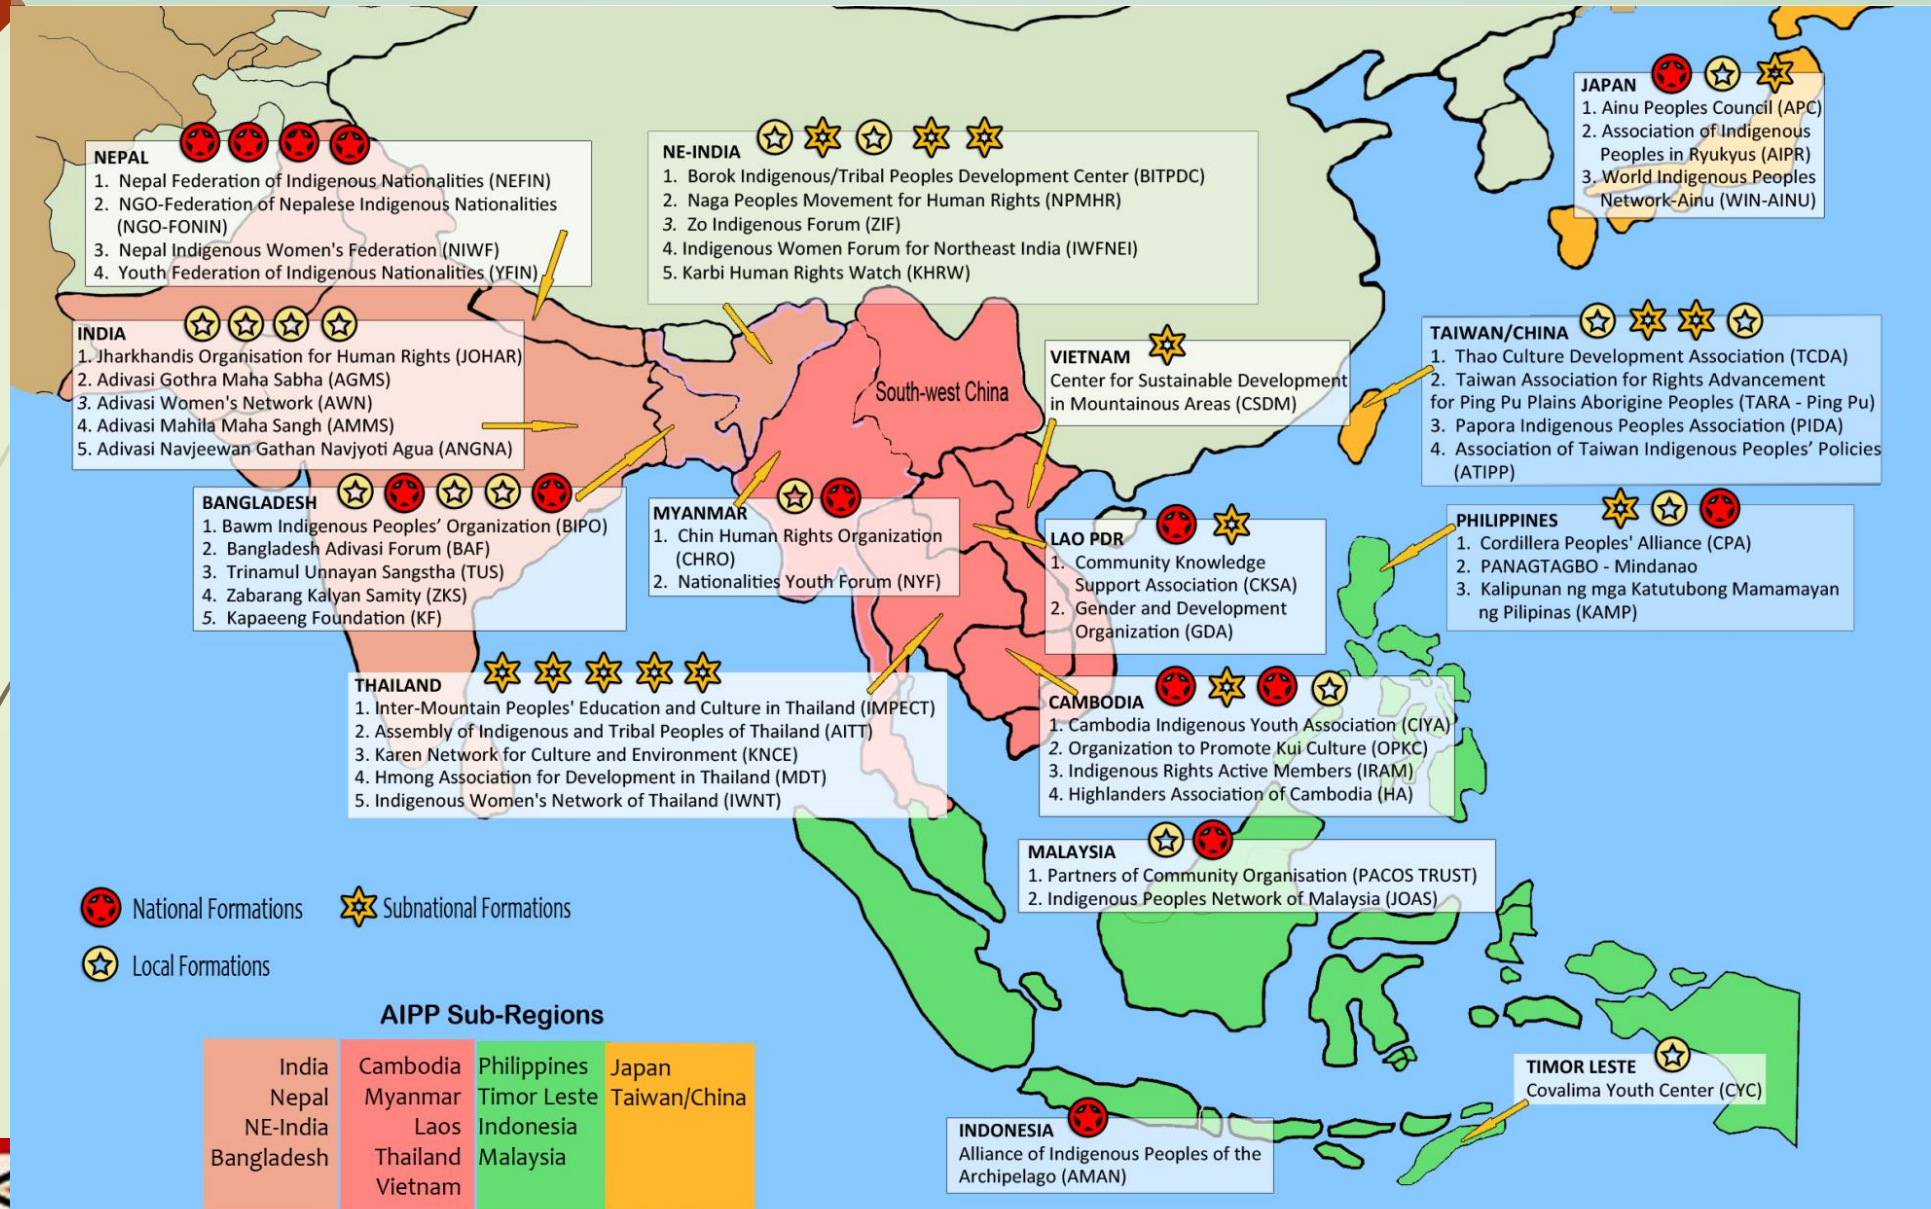 NEPAL
1. Nepal Federation of Indigenous Nationalities (NEFIN)
2. NGO-Federation of Nepalese Indigenous Nationalities
(NGO-FONIN)
3. Nepal Indigenous Women's Federation (NIWF)
4. Youth Federation of Indigenous Nationalities (YFIN)
NE-INDIA
1. Borok Indigenous/Tribal Peoples Development Center (BITPDC)
2. Naga Peoples Movement for Human Rights (NPMHR)
3. Zo Indigenous Forum (ZIF)
4. Indigenous Women Forum for Northeast India (IWFNEI)
5. Karbi Human Rights Watch (KHRW)
JAPAN
1. Ainu Peoples Council (APC)
2. Association of Indigenous
Peoples in Ryukyus (AIPR)
3. World Indigenous Peoples
Network-Ainu (WIN-AINU)
INDIA
1. Jharkhandis Organisation for Human Rights (JOHAR)
2. Adivasi Gothra Maha Sabha (AGMS)
3. Adivasi Women's Network (AWN)
4. Adivasi Mahila Maha Sangh (AMMS)
5. Adivasi Navjeewan Gathan Navjyoti Agua (ANGNA)
South-west China
VIETNAM
Center for Sustainable Development
in Mountainous Areas (CSDM)
TAIWAN/CHINA
1. Thao Culture Development Association (TCDA)
2. Taiwan Association for Rights Advancement
for Ping Pu Plains Aborigine Peoples (TARA - Ping Pu)
3. Papora Indigenous Peoples Association (PIDA)
4. Association of Taiwan Indigenous Peoples' Policies
(ATIPP)
BANGLADESH
1. Bawm Indigenous Peoples' Organization (BIPO)
2. Bangladesh Adivasi Forum (BAF)
3. Trinamul Unnayan Sangstha (TUS)
4. Zabarang Kalyan Samity (ZKS)
5. Kapaeeng Foundation (KF)
MYANMAR
1. Chin Human Rights Organization
(CHRO)
2. Nationalities Youth Forum (NYF)
LAO PDR
1. Community Knowledge
Support Association (CKSA)
2. Gender and Development
Organization (GDA)
PHILIPPINES
1. Cordillera Peoples' Alliance (CPA)
2. PANAGTAGBO - Mindanao
3. Kalipunan ng mga Katutubong Mamamayan
ng Pilipinas (KAMP)
THAILAND
1. Inter-Mountain Peoples' Education and Culture in Thailand (IMPECT)
2. Assembly of Indigenous and Tribal Peoples of Thailand (AITT)
3. Karen Network for Culture and Environment (KNCE)
4. Hmong Association for Development in Thailand (MDT)
5. Indigenous Women's Network of Thailand (IWNT)
CAMBODIA
1. Cambodia Indigenous Youth Association (CIYA)
2. Organization to Promote Kui Culture (OPKC)
3. Indigenous Rights Active Members (IRAM)
4. Highlanders Association of Cambodia (HA)
MALAYSIA
1. Partners of Community Organisation (PACOS TRUST)
2. Indigenous Peoples Network of Malaysia (JOAS)
National Formations
Subnational Formations
Local Formations
AIPP Sub-Regions
India
Nepal
NE-India
Bangladesh
Cambodia
Myanmar
Laos
Thailand
Vietnam
Philippines
Timor Leste
Indonesia
Malaysia
Japan
Taiwan/China
INDONESIA
Alliance of Indigenous Peoples of the
Archipelago (AMAN)
TIMOR LESTE
Covalima Youth Center (CYC)